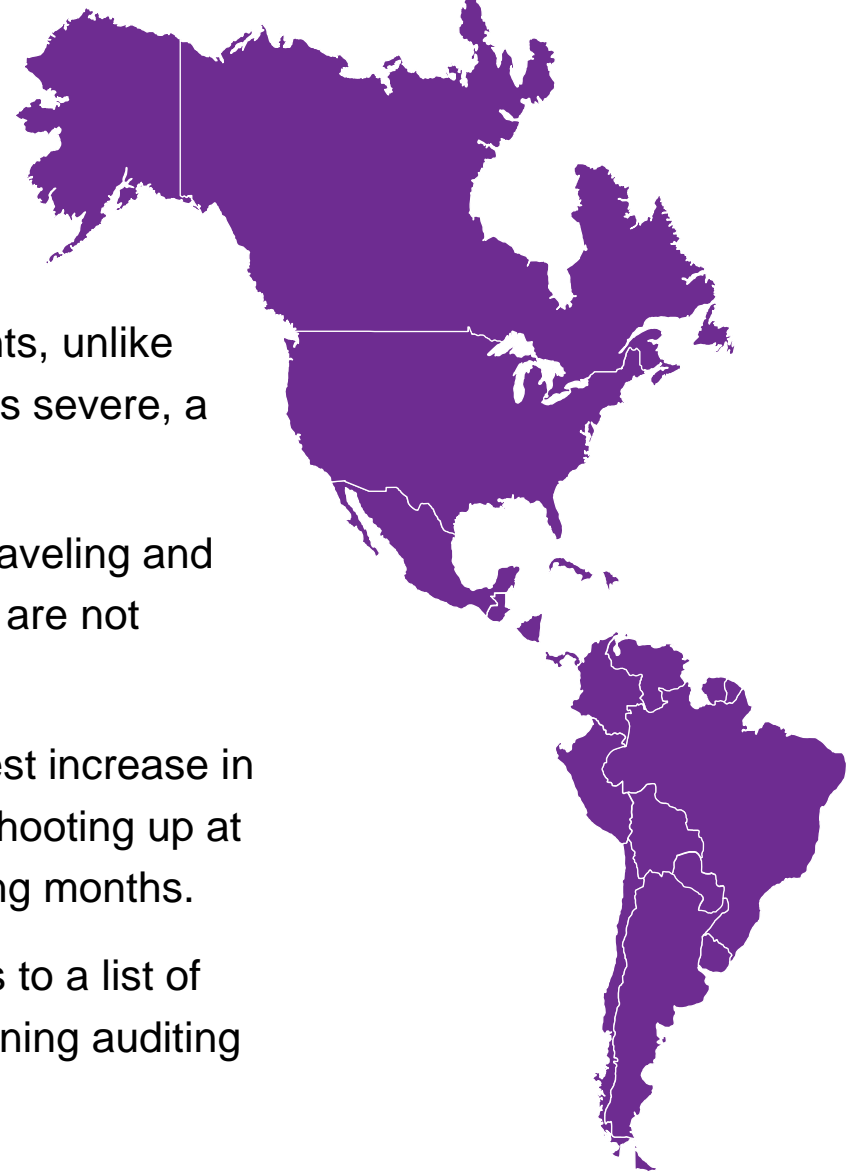 nts, unlike
s severe, a
aveling and
are not
est increase in
hooting up at
ng months.
s to a list of
ning auditing